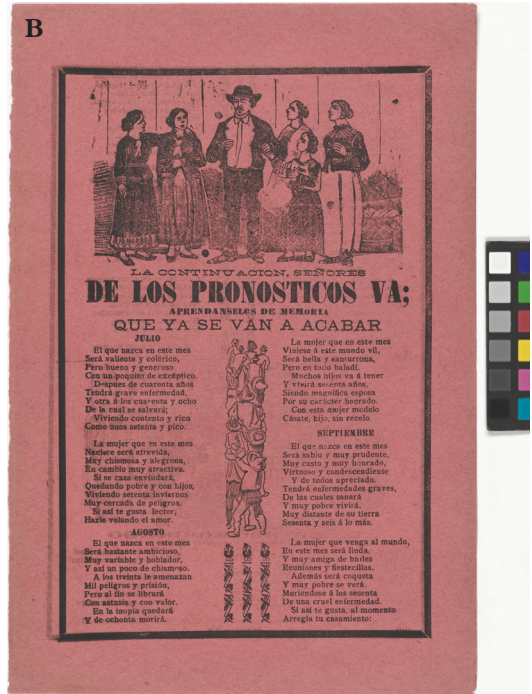 B
LA CONTINUACION, SEÑORES
DE LOS PRONOSTICOS VA;
APRENDANSELOS DE MEMORIA
QUE YA SE VAN A ACABAR
JULIO
El que nazca en este mes
Será valiente y colérico,
Pero bueno y generoso
Con un poquito de excéptico.
Despues de cuarenta años
Tendrá grave enfermedad,
Y otra á los cuarenta y ocho
De la cual se salvará;
Viviendo contento y rico
Como unos setenta y pico.
La mujer que en este mes
Naciere será atrevida,
Muy chismosa y alegrona,
En cambio muy atractiva.
Si se casa enviudará,
Quedando pobre y con hijos,
Viviendo setenta inviernos
Muy cercada de peligros.
Si así te gusta lector,
Hazle volando el amor.
AGOSTO
El que nazca en este mes
Será bastante ambicioso,
Muy variable y hoblador,
Y así un poco de chismoso.
A los treinta le amenazan
Mil peligros y prisión,
Pero al fin se librará
Con astusia y con valor.
En la inopia quedará
Y de ochenta morirá.
La mujer que en este mes
Viniese á este mundo vil,
Será bella y santurrona,
Pero en todo baladí.
Muchos hijos va á tener
Y vivirá sesenta años,
Siendo magnífica esposa
Por su carácter honrado.
Con esta mujer modelo
Cásate, hijo, sin recelo.
SEPTIEMBRE
El que nazca en este mes
Será sabio y muy prudente,
Muy casto y muy honrado,
Virtuoso y condescendiente
Y de todos apreciado.
Tendrá enfermedades graves,
De las cuales sanará
Y muy pobre vivirá,
Muy distante de su tierra
Sesenta y seis á lo más.
La mujer que venga al mundo,
En este mes será linda,
Y muy amiga de bailes
Reuniones y fiestecillas.
Además será coqueta
Y muy pobre se verá,
Muriendose á los sesenta
De una cruel enfermedad.
Si así te gusta, al momento
Arregla tu casamiento: